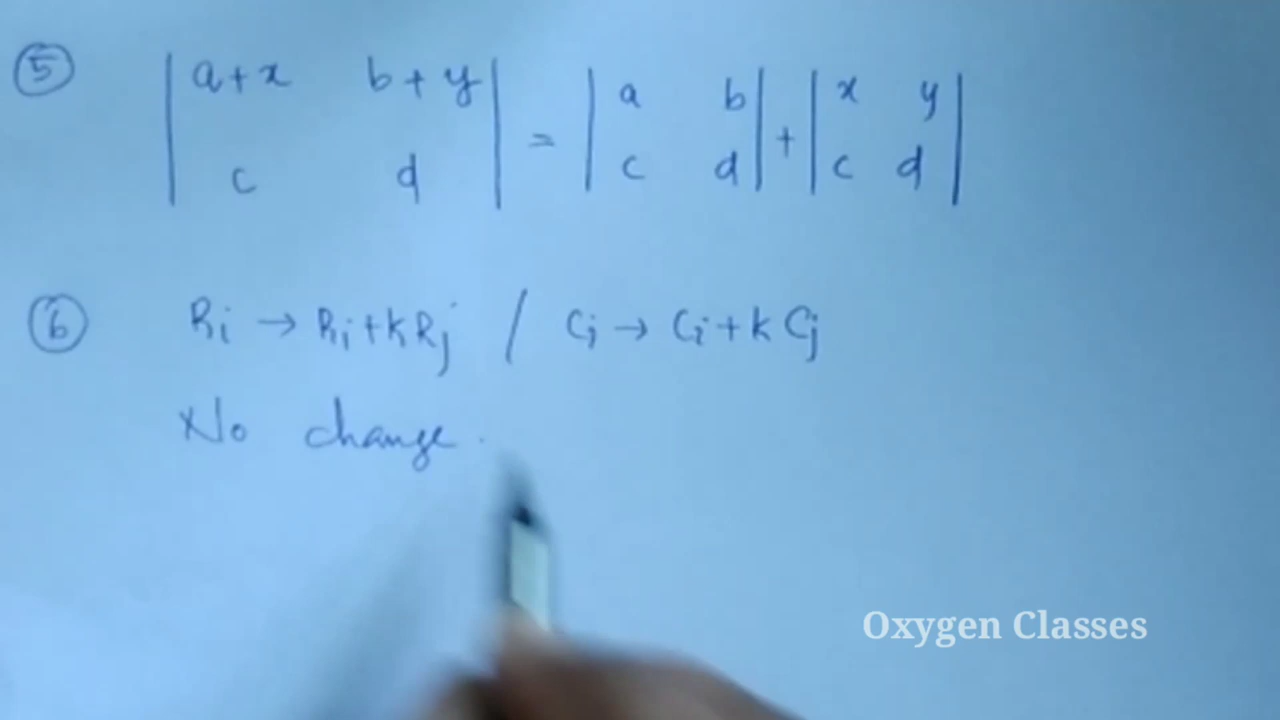 ⑤ | a+x b+y | = | a b | + | x y |
| c d | | c d | | c d |
⑥ Ri → Ri+kRj / Ci → Ci+kCj
No change.
Oxygen Classes